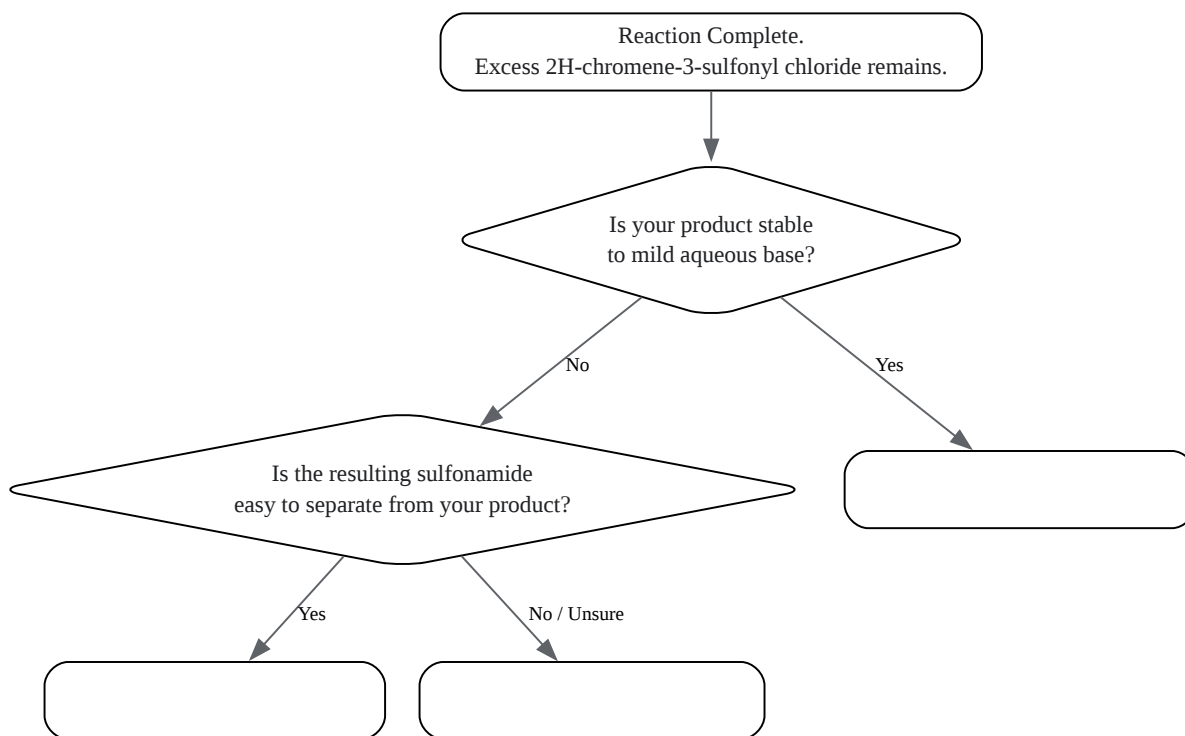 Reaction Complete.
Excess 2H-chromene-3-sulfonyl chloride remains.
Is your product stable
to mild aqueous base?
No
Yes
Is the resulting sulfonamide
easy to separate from your product?
Yes
No / Unsure